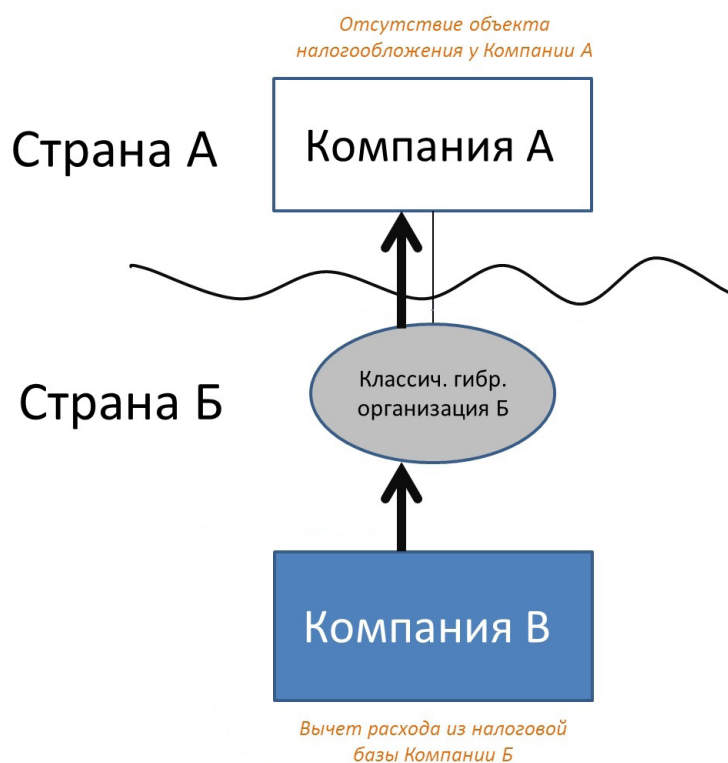 Отсутствие объекта
налогообложения у Компании А
Страна А
Компания А
Страна Б
Классич. гибр.
организация Б
Компания В
Вычет расхода из налоговой
базы Компании Б